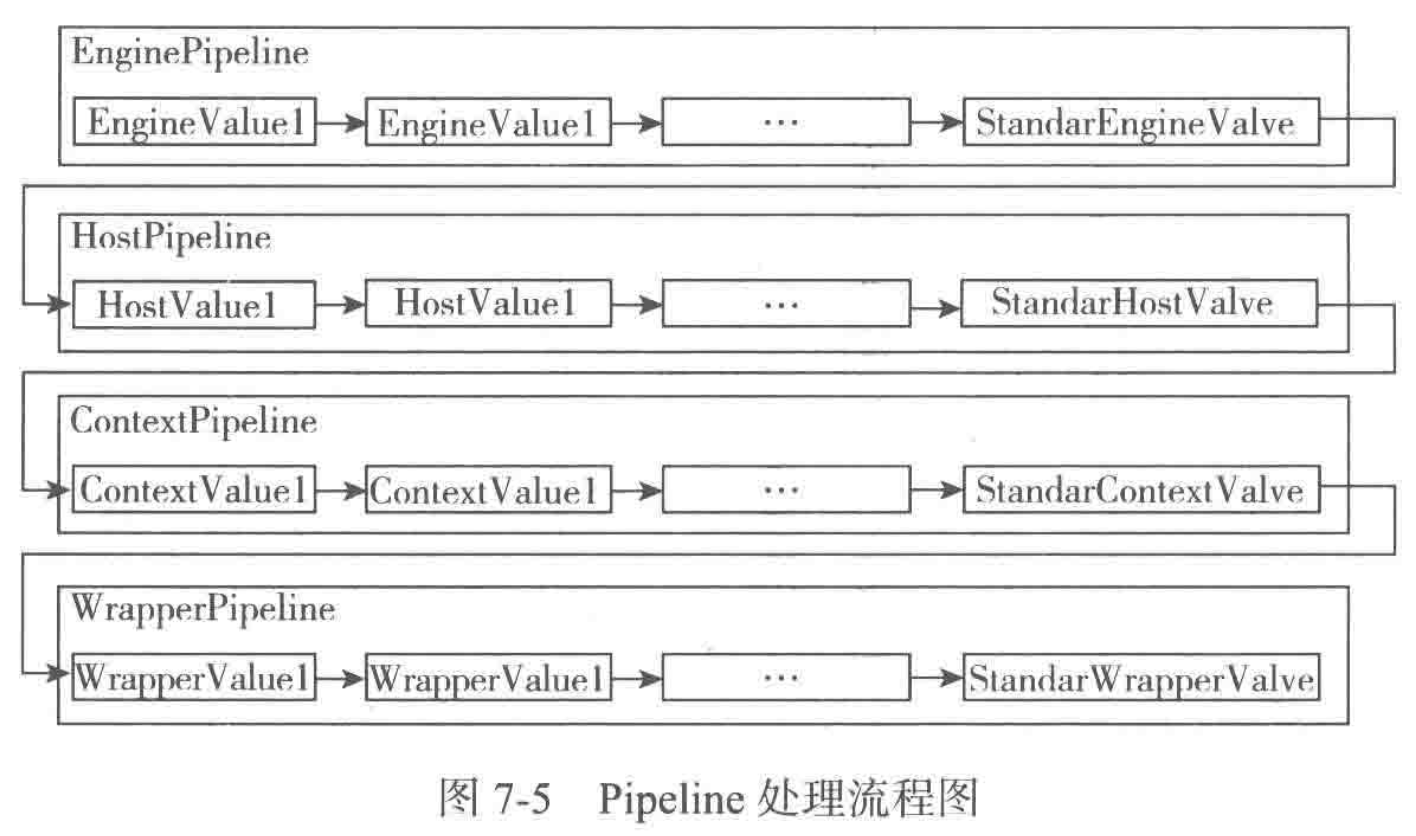 EnginePipeline
EngineValue1 EngineValue1 ... StandarEngineValve
HostPipeline
HostValue1 HostValue1 ... StandarHostValve
ContextPipeline
ContextValue1 ContextValue1 ... StandarContextValve
WrapperPipeline
WrapperValue1 WrapperValue1 ... StandarWrapperValve
图 7-5 Pipeline 处理流程图